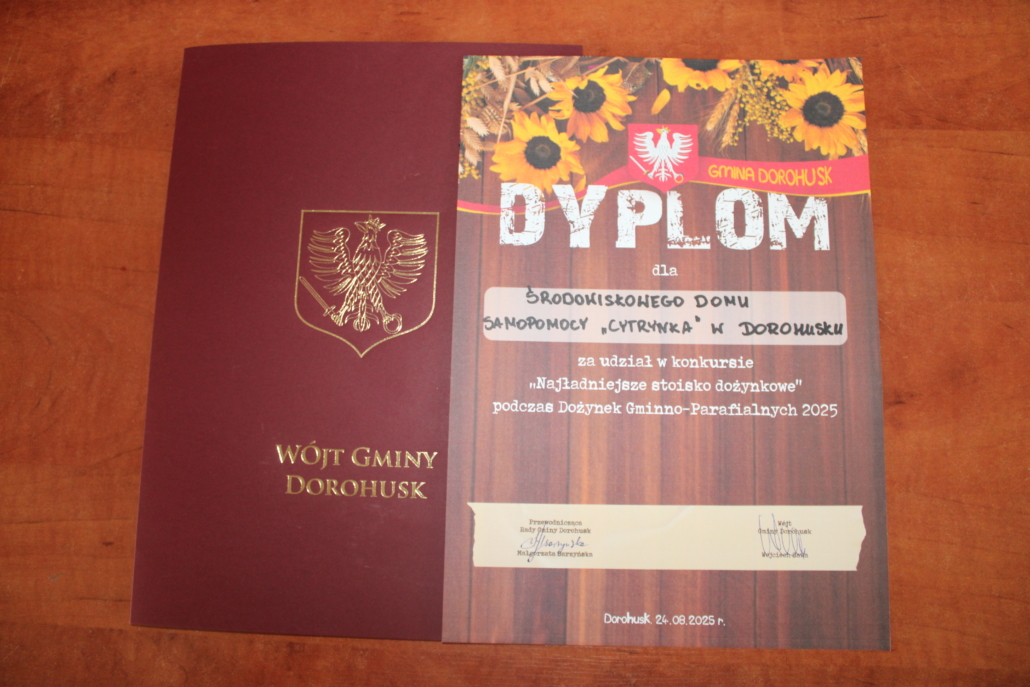 WÓJT GMINY
DOROHUSK
GMINA DOROHUSK
DYPLOM
dla
ŚRODOWISKOWEGO DOMU
SAMOPOMOCY „CYTRYNKA" W DOROHUSKU
za udział w konkursie
„Najładniejsze stoisko dożynkowe"
podczas Dożynek Gminno-Parafialnych 2025
Przewodnicząca
Rady Gminy Dorohusk
Małgorzata
Wójt
Gminy Dorohusk
Wojciech
Dorohusk 24.08.2025 r.